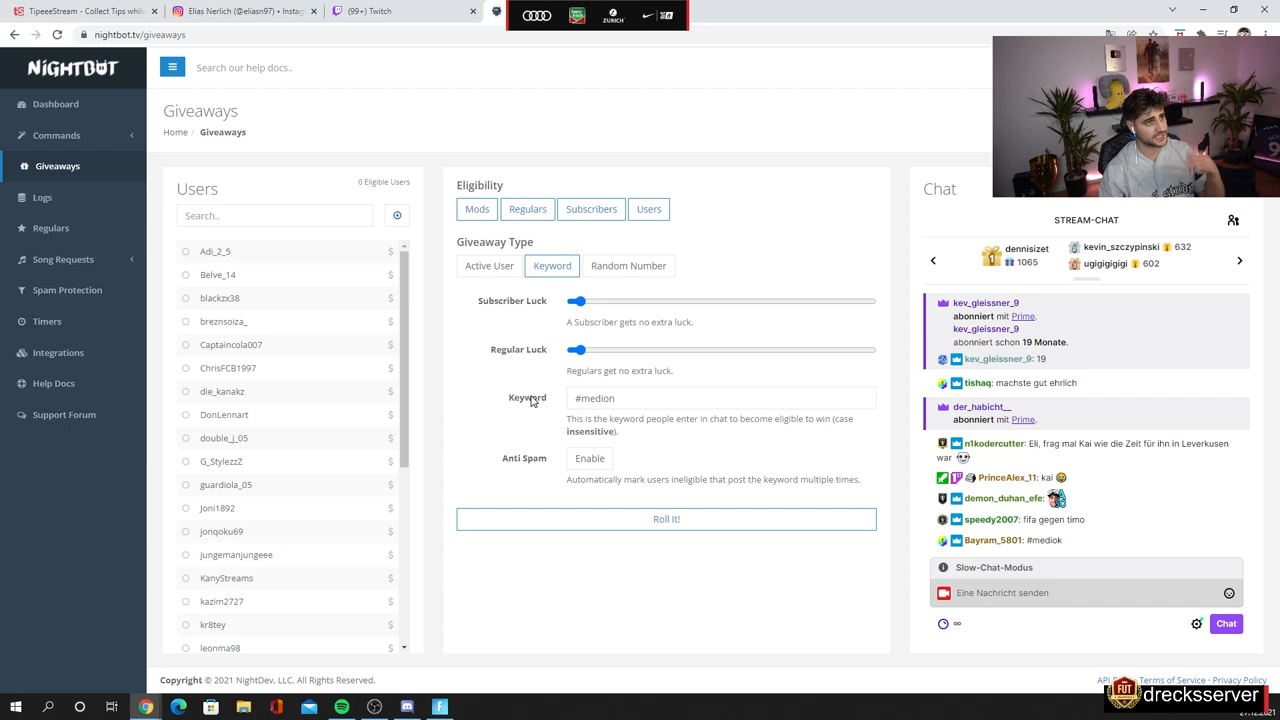 TipeeeStream - Collect Tips while
Elias Nerlich (@eliasn97) • Instag
(99+) Twitch
ZURICH
nightbot.tv/giveaways
NIGHTBOT
Search our help docs..
Dashboard
Commands
Giveaways
Logs
Regulars
Song Requests
Spam Protection
Timers
Integrations
Help Docs
Support Forum
Giveaways
Home / Giveaways
Users
0 Eligible Users
Search..
Adi_2_5
Belve_14
blackzx38
breznsoiza_
Captaincola007
ChrisFCB1997
die_kanakz
DonLennart
double_j_05
G_StylezzZ
guardiola_05
Joni1892
jonqoku69
jungemanjungeee
KanyStreams
kazim2727
kr8tey
leonma98
Eligibility
Mods
Regulars
Subscribers
Users
Giveaway Type
Active User
Keyword
Random Number
Subscriber Luck
A Subscriber gets no extra luck.
Regular Luck
Regulars get no extra luck.
Keyword
#medion
This is the keyword people enter in chat to become eligible to win (case
insensitive).
Anti Spam
Enable
Automatically mark users ineligible that post the keyword multiple times.
Roll It!
Chat
STREAM-CHAT
dennisizet
1065
kevin_szczypinski 632
ugigigigigi 602
kev_gleissner_9
abonniert mit Prime.
kev_gleissner_9
abonniert schon 19 Monate.
kev_gleissner_9: 19
tishaq: machste gut ehrlich
der_habicht__
abonniert mit Prime.
n1kodercutter: Eli, frag mal Kai wie die Zeit für ihn in Leverkusen
war
PrinceAlex_11: kai
demon_duhan_efe:
speedy2007: fifa gegen timo
Bayram_5801: #mediok
Slow-Chat-Modus
Eine Nachricht senden
∞
Chat
Copyright © 2021 NightDev, LLC. All Rights Reserved.
Terms of Service · Privacy Policy
FUT
drecksserver
27.12.2021